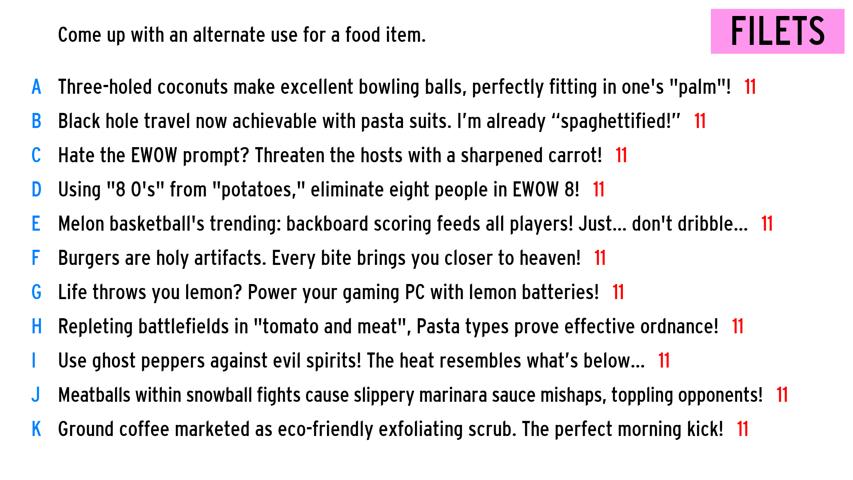 Come up with an alternate use for a food item.
FILETS
A Three-holed coconuts make excellent bowling balls, perfectly fitting in one's "palm"! 11
B Black hole travel now achievable with pasta suits. I’m already “spaghettified!” 11
C Hate the EWOW prompt? Threaten the hosts with a sharpened carrot! 11
D Using "8 O's" from "potatoes," eliminate eight people in EWOW 8! 11
E Melon basketball's trending: backboard scoring feeds all players! Just... don't dribble... 11
F Burgers are holy artifacts. Every bite brings you closer to heaven! 11
G Life throws you lemon? Power your gaming PC with lemon batteries! 11
H Repleting battlefields in "tomato and meat", Pasta types prove effective ordnance! 11
I Use ghost peppers against evil spirits! The heat resembles what’s below... 11
J Meatballs within snowball fights cause slippery marinara sauce mishaps, toppling opponents! 11
K Ground coffee marketed as eco-friendly exfoliating scrub. The perfect morning kick! 11